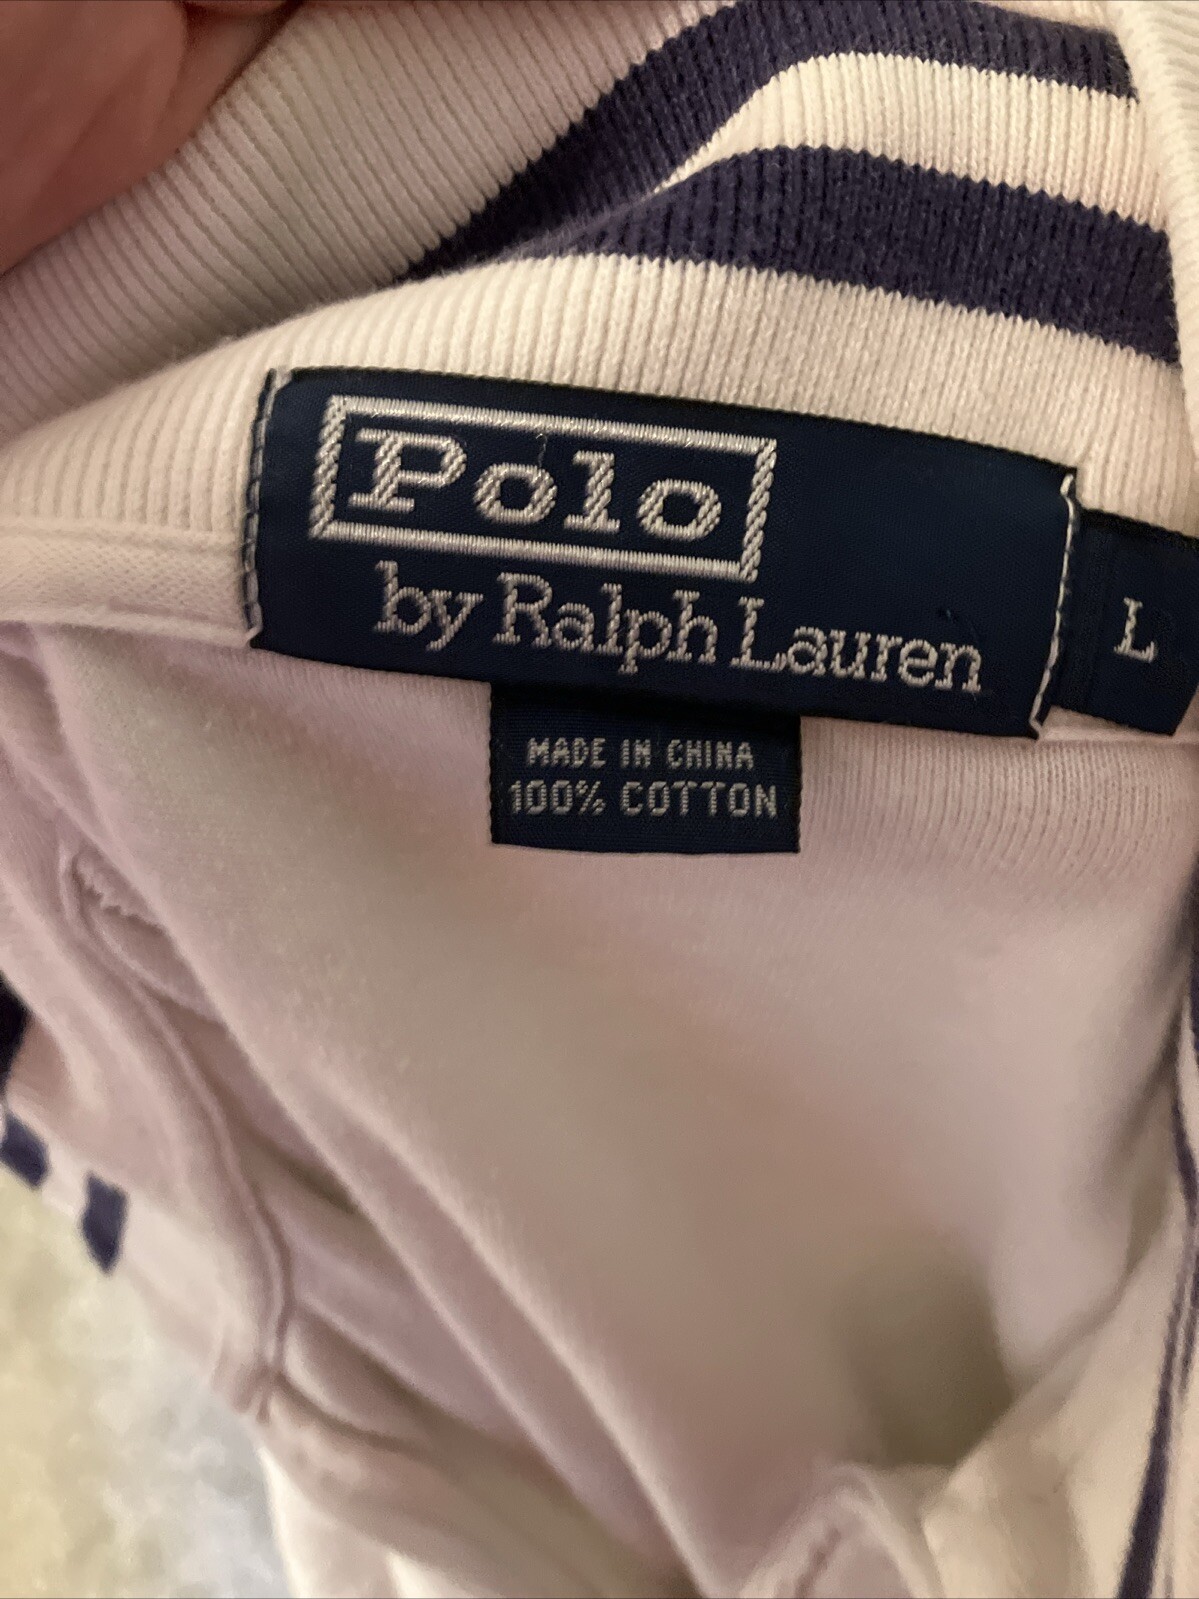 Polo
by Ralph Lauren
L
MADE IN CHINA
100% COTTON